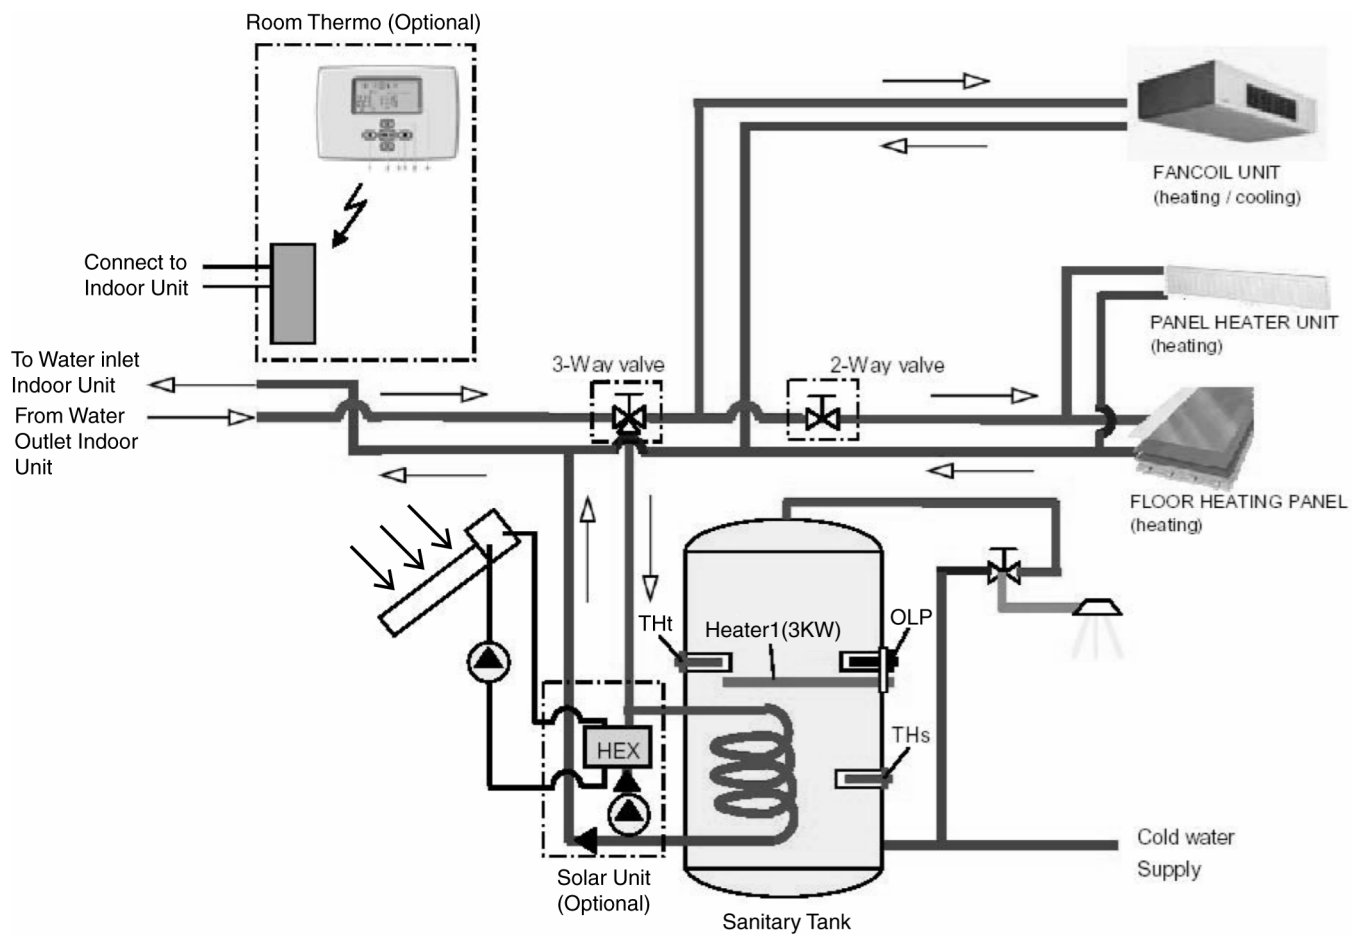 Room Thermo (Optional)
FANCOIL UNIT
(heating / cooling)
Connect to
Indoor Unit
PANEL HEATER UNIT
(heating)
To Water inlet
Indoor Unit
From Water
Outlet Indoor
Unit
3-Way valve
2-Way valve
FLOOR HEATING PANEL
(heating)
THt
Heater1(3KW)
OLP
THs
HEX
Cold water
Supply
Solar Unit
(Optional)
Sanitary Tank